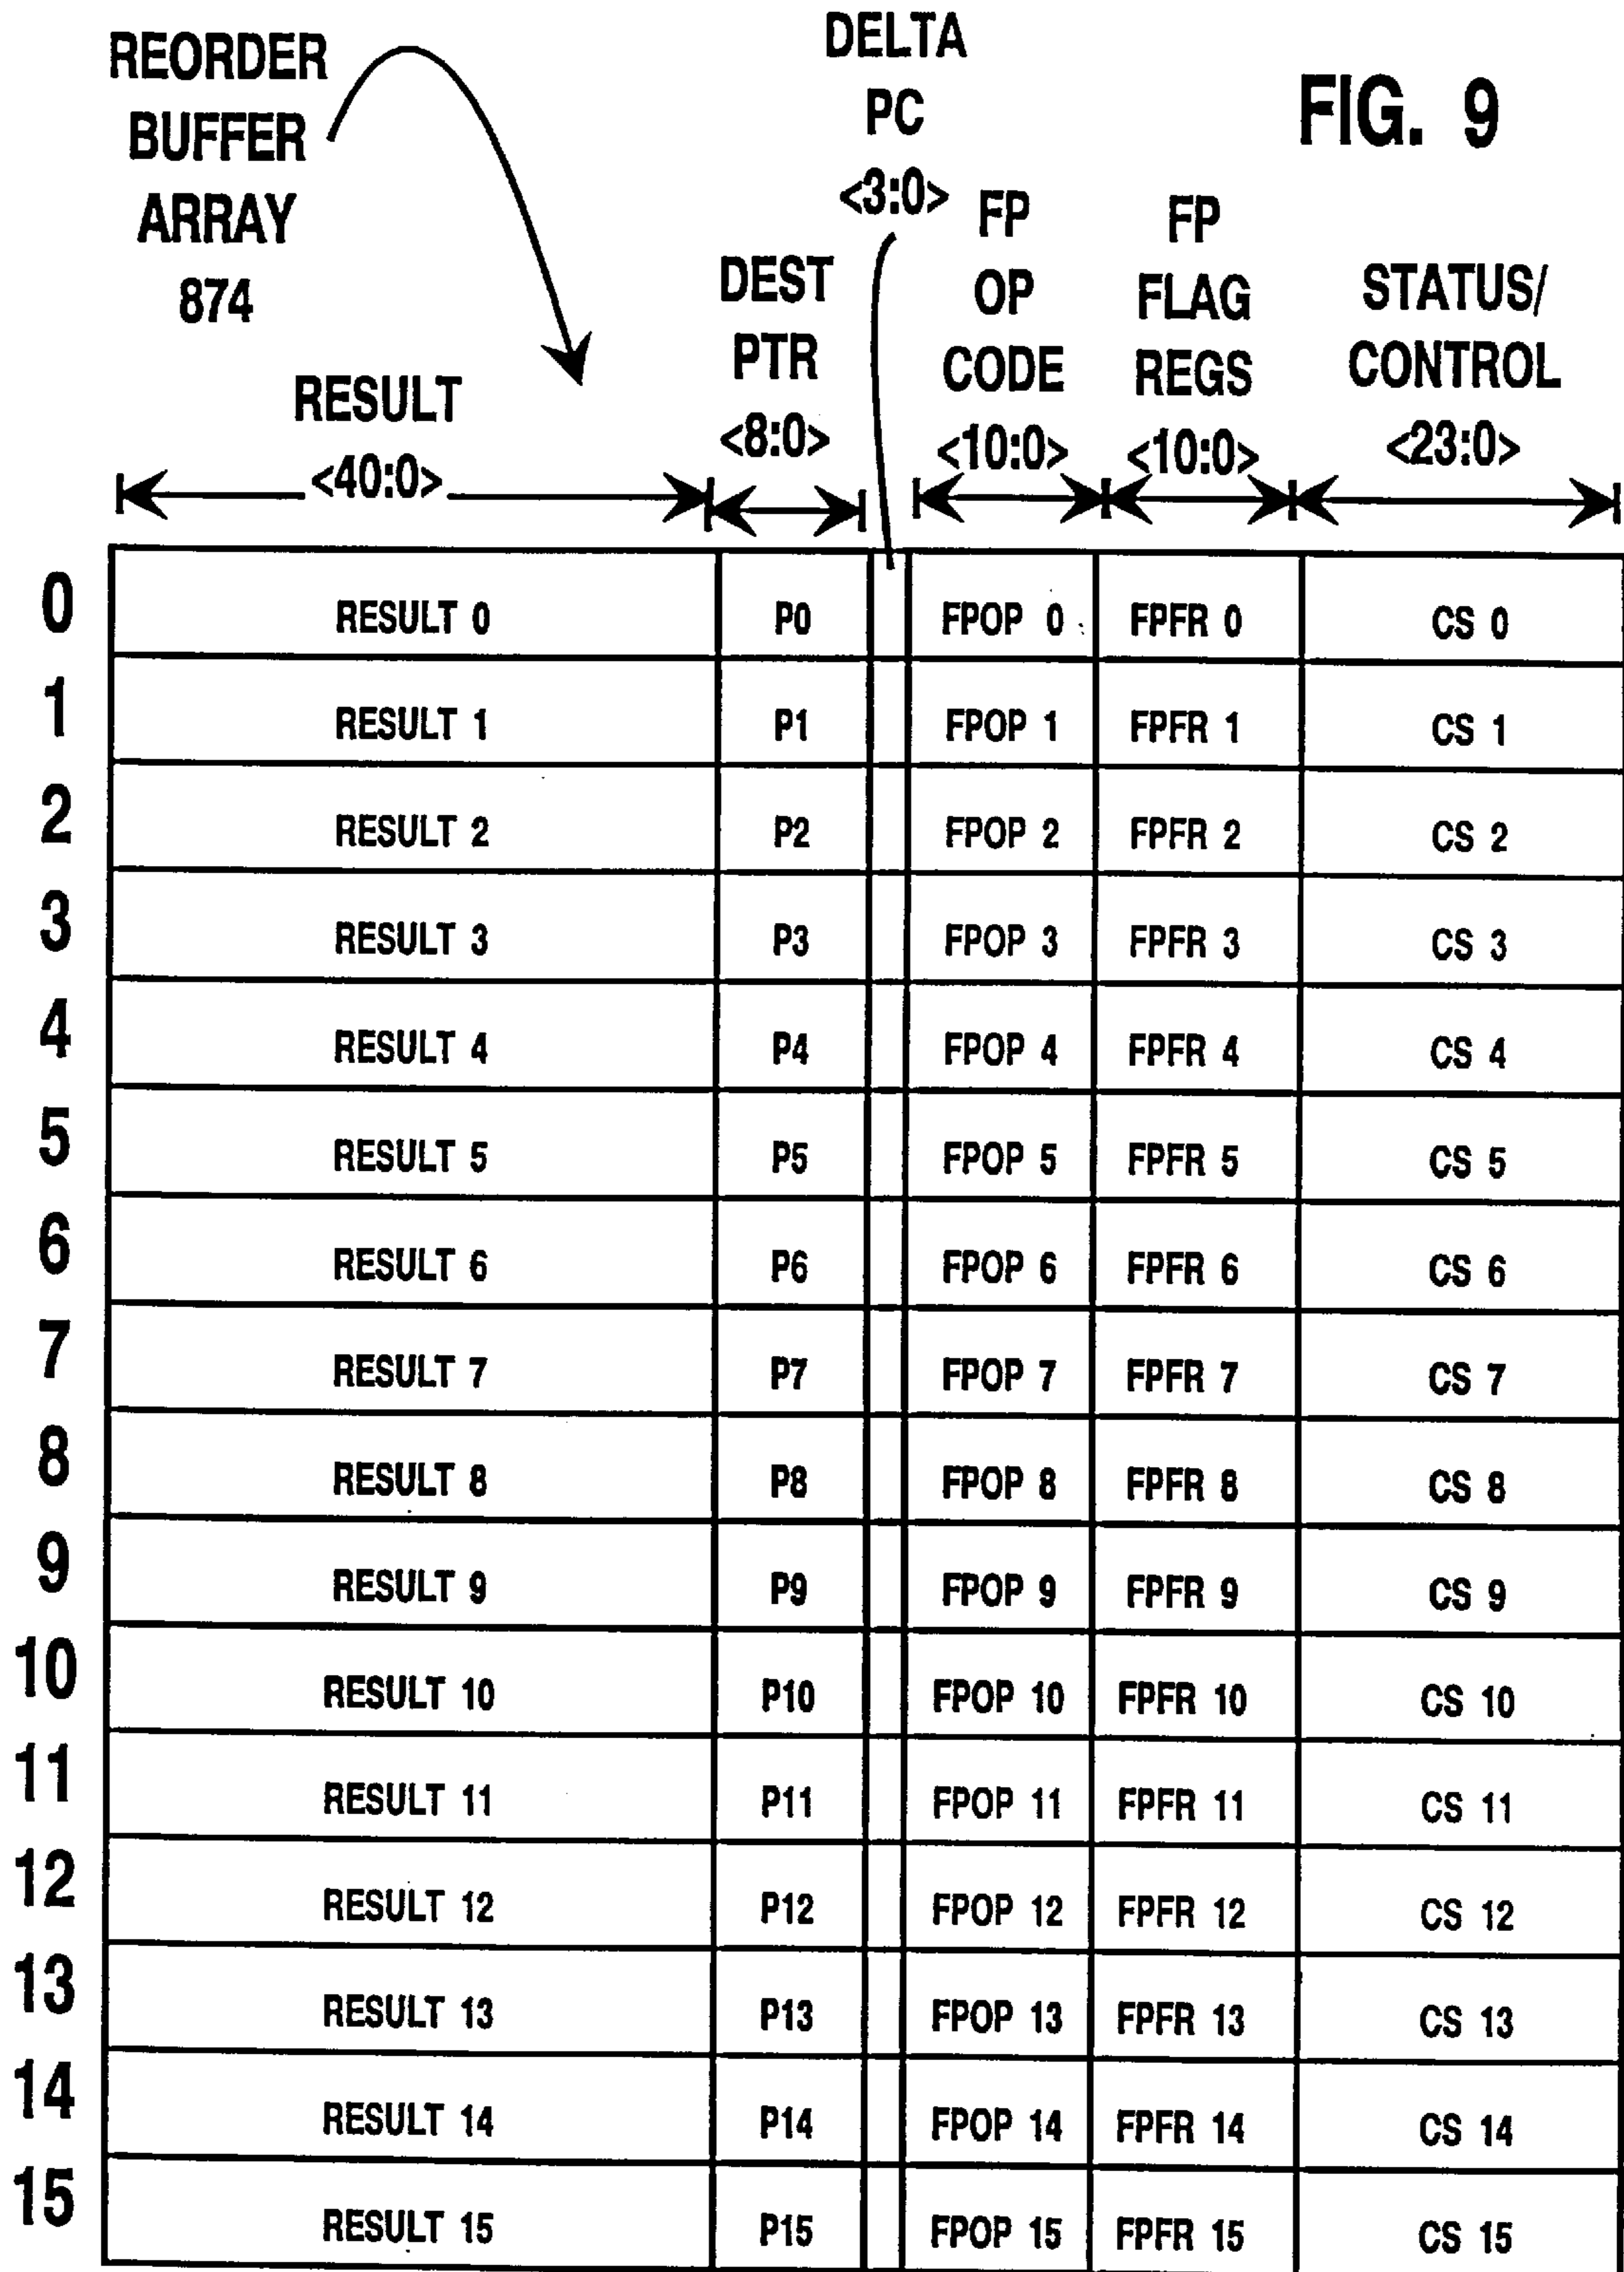 REORDER
BUFFER
ARRAY
874
DELTA
PC
<3:0>
FIG. 9
RESULT
<40:0>
DEST
PTR
<8:0>
FP
OP
CODE
<10:0>
FP
FLAG
REGS
<10:0>
STATUS/
CONTROL
<23:0>
0 RESULT 0 P0 FPOP 0 FPFR 0 CS 0
1 RESULT 1 P1 FPOP 1 FPFR 1 CS 1
2 RESULT 2 P2 FPOP 2 FPFR 2 CS 2
3 RESULT 3 P3 FPOP 3 FPFR 3 CS 3
4 RESULT 4 P4 FPOP 4 FPFR 4 CS 4
5 RESULT 5 P5 FPOP 5 FPFR 5 CS 5
6 RESULT 6 P6 FPOP 6 FPFR 6 CS 6
7 RESULT 7 P7 FPOP 7 FPFR 7 CS 7
8 RESULT 8 P8 FPOP 8 FPFR 8 CS 8
9 RESULT 9 P9 FPOP 9 FPFR 9 CS 9
10 RESULT 10 P10 FPOP 10 FPFR 10 CS 10
11 RESULT 11 P11 FPOP 11 FPFR 11 CS 11
12 RESULT 12 P12 FPOP 12 FPFR 12 CS 12
13 RESULT 13 P13 FPOP 13 FPFR 13 CS 13
14 RESULT 14 P14 FPOP 14 FPFR 14 CS 14
15 RESULT 15 P15 FPOP 15 FPFR 15 CS 15